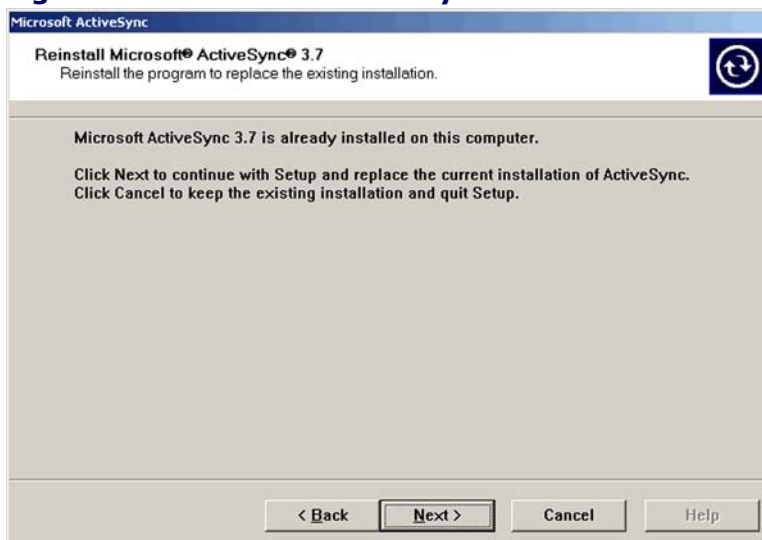 Microsoft ActiveSync
Reinstall Microsoft® ActiveSync® 3.7
Reinstall the program to replace the existing installation.
Microsoft ActiveSync 3.7 is already installed on this computer.
Click Next to continue with Setup and replace the current installation of ActiveSync.
Click Cancel to keep the existing installation and quit Setup.
< Back
Next >
Cancel
Help